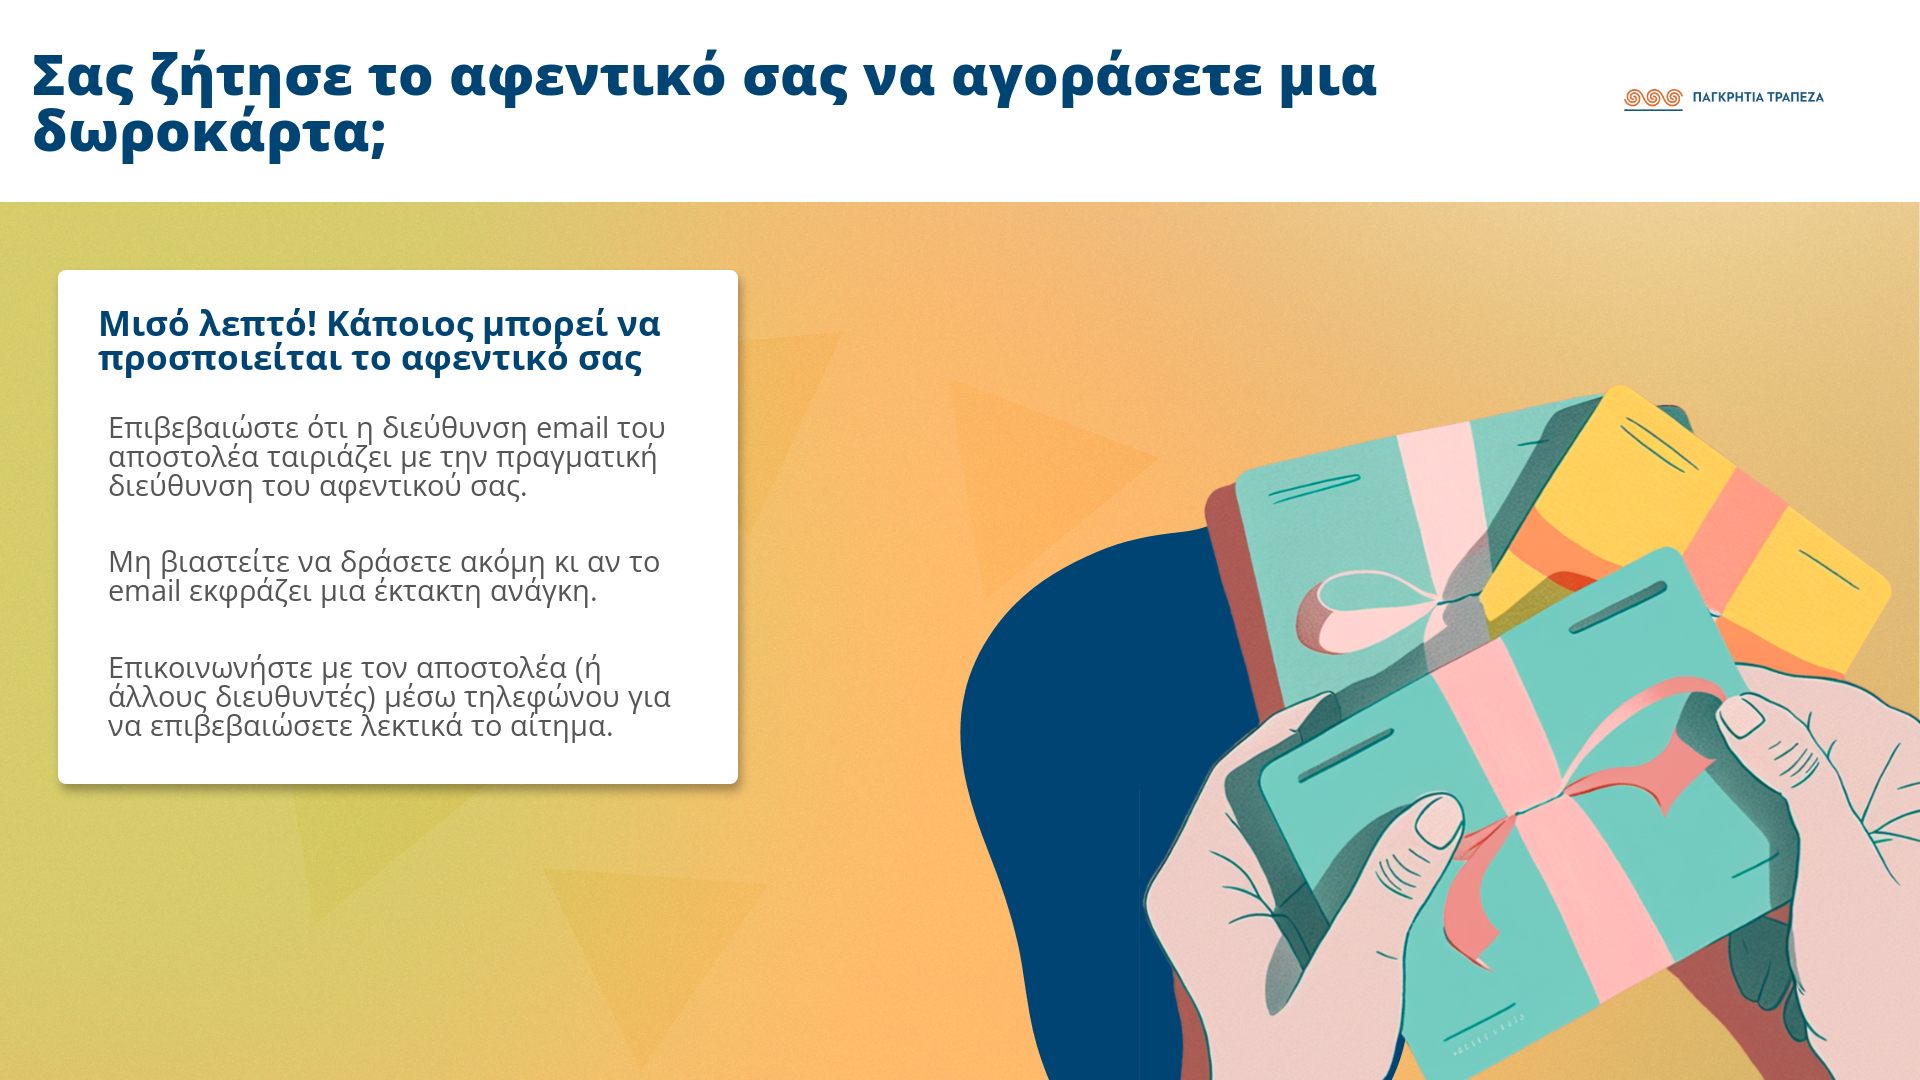 Σας ζήτησε το αφεντικό σας να αγοράσετε μια
δωροκάρτα;
ΠΑΓΚΡΗΤΙΑ ΤΡΑΠΕΖΑ
Μισό λεπτό! Κάποιος μπορεί να
προσποιείται το αφεντικό σας
Επιβεβαιώστε ότι η διεύθυνση email του
αποστολέα ταιριάζει με την πραγματική
διεύθυνση του αφεντικού σας.
Μη βιαστείτε να δράσετε ακόμη κι αν το
email εκφράζει μια έκτακτη ανάγκη.
Επικοινωνήστε με τον αποστολέα (ή
άλλους διευθυντές) μέσω τηλεφώνου για
να επιβεβαιώσετε λεκτικά το αίτημα.